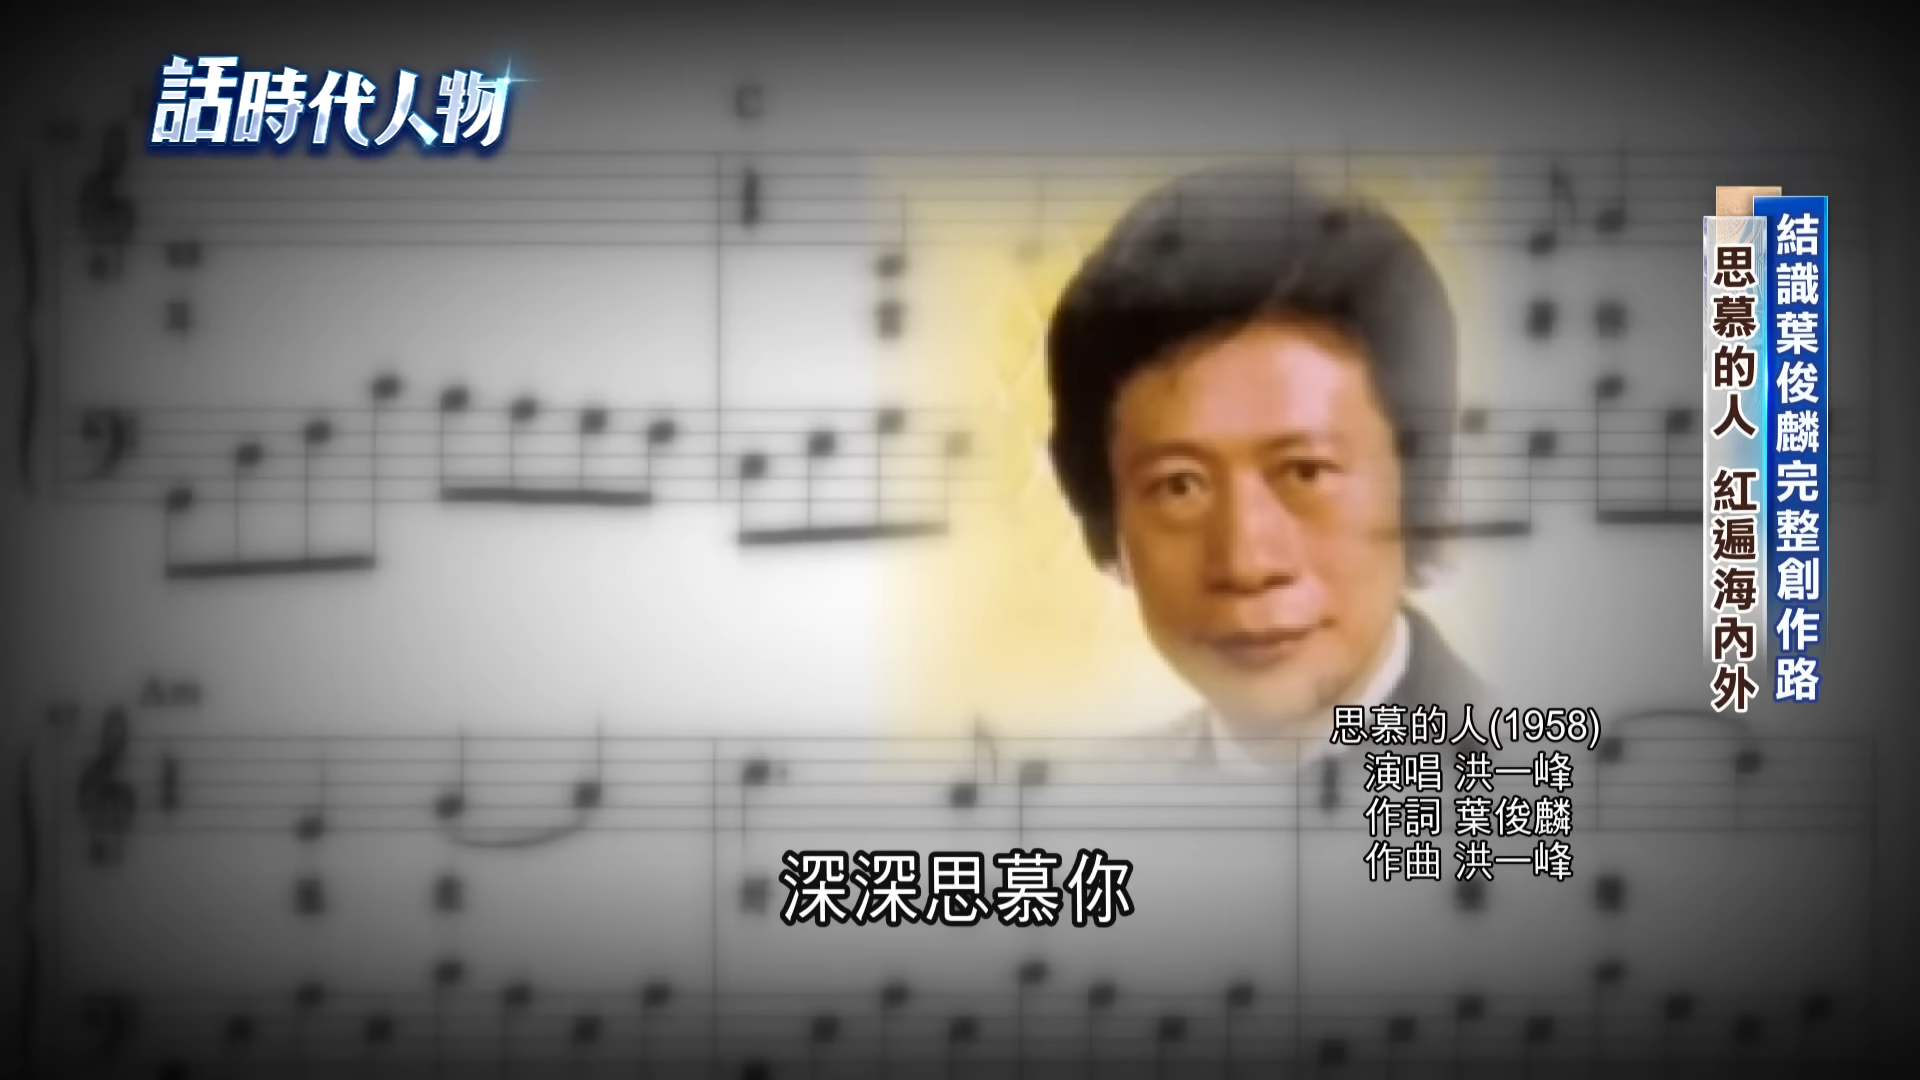 話時代人物
結識葉俊麟完整創作路
思慕的人 紅遍海內外
思慕的人(1958)
演唱 洪一峰
作詞 葉俊麟
作曲 洪一峰
深深思慕你
C
Am